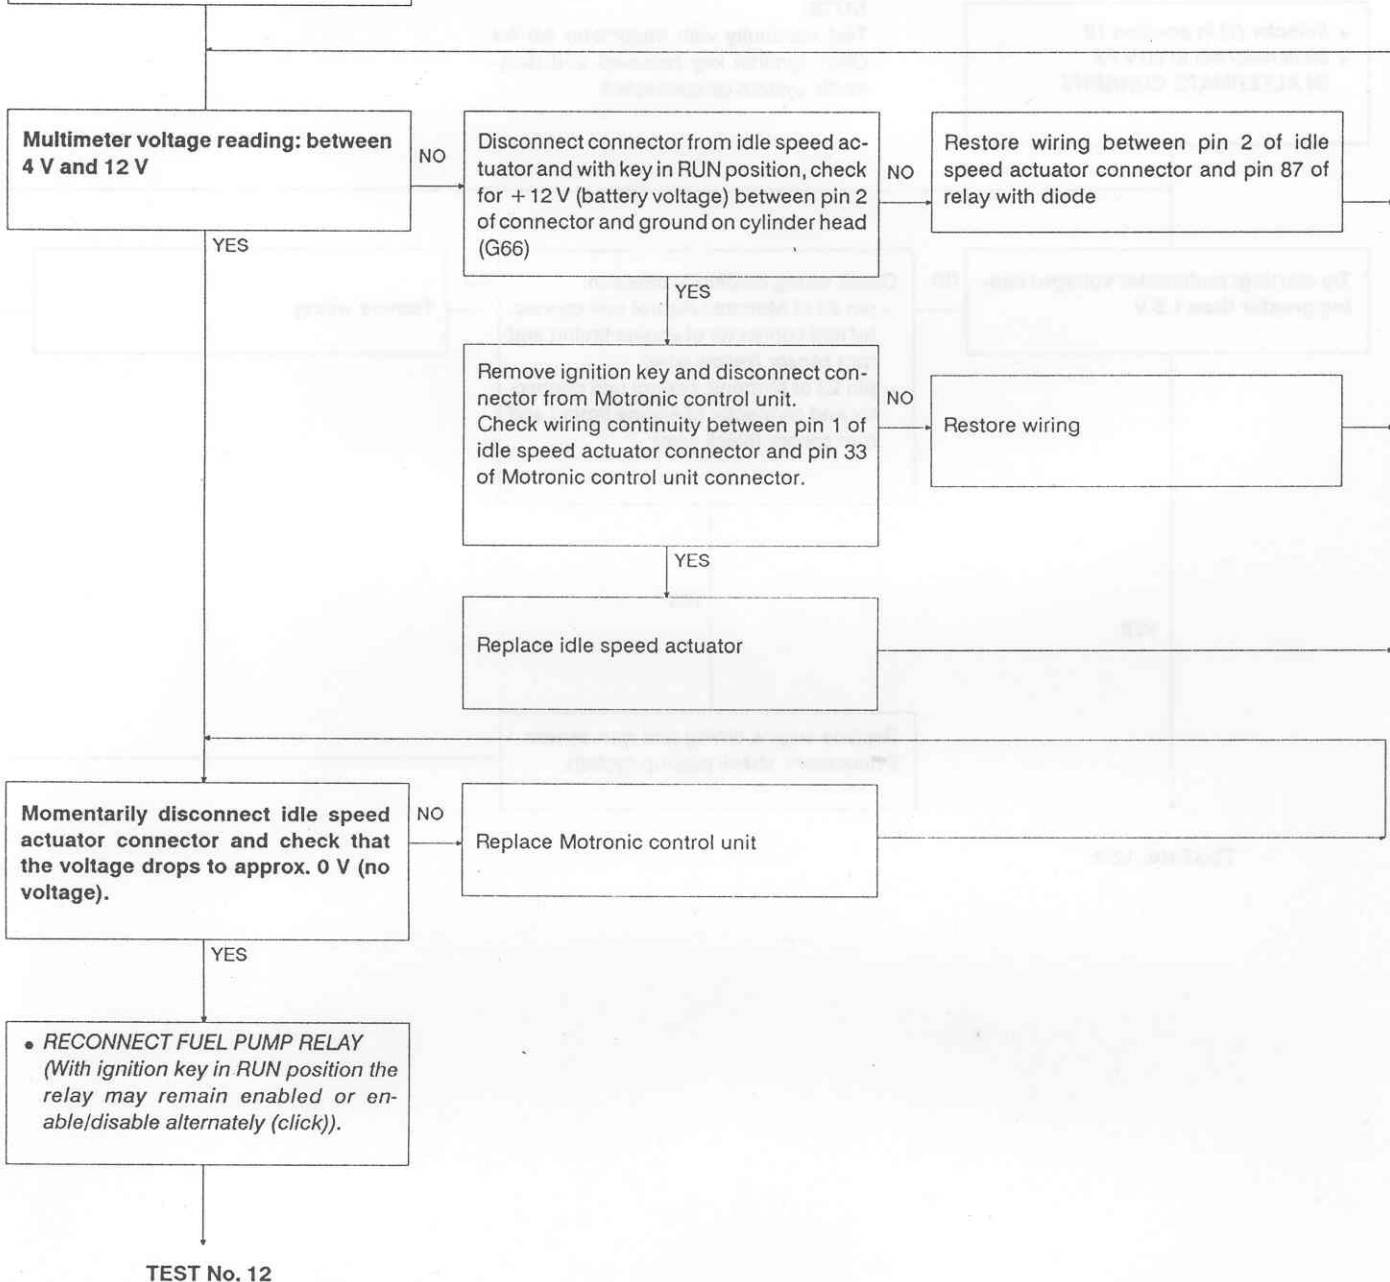 Multimeter voltage reading: between
4 V and 12 V
NO
Disconnect connector from idle speed ac-
tuator and with key in RUN position, check
for + 12 V (battery voltage) between pin 2
of connector and ground on cylinder head
(G66)
NO
Restore wiring between pin 2 of idle
speed actuator connector and pin 87 of
relay with diode
YES
YES
Remove ignition key and disconnect con-
nector from Motronic control unit.
Check wiring continuity between pin 1 of
idle speed actuator connector and pin 33
of Motronic control unit connector.
NO
Restore wiring
YES
Replace idle speed actuator
Momentarily disconnect idle speed
actuator connector and check that
the voltage drops to approx. 0 V (no
voltage).
NO
Replace Motronic control unit
YES
• RECONNECT FUEL PUMP RELAY
(With ignition key in RUN position the
relay may remain enabled or en-
able/disable alternately (click)).
TEST No. 12